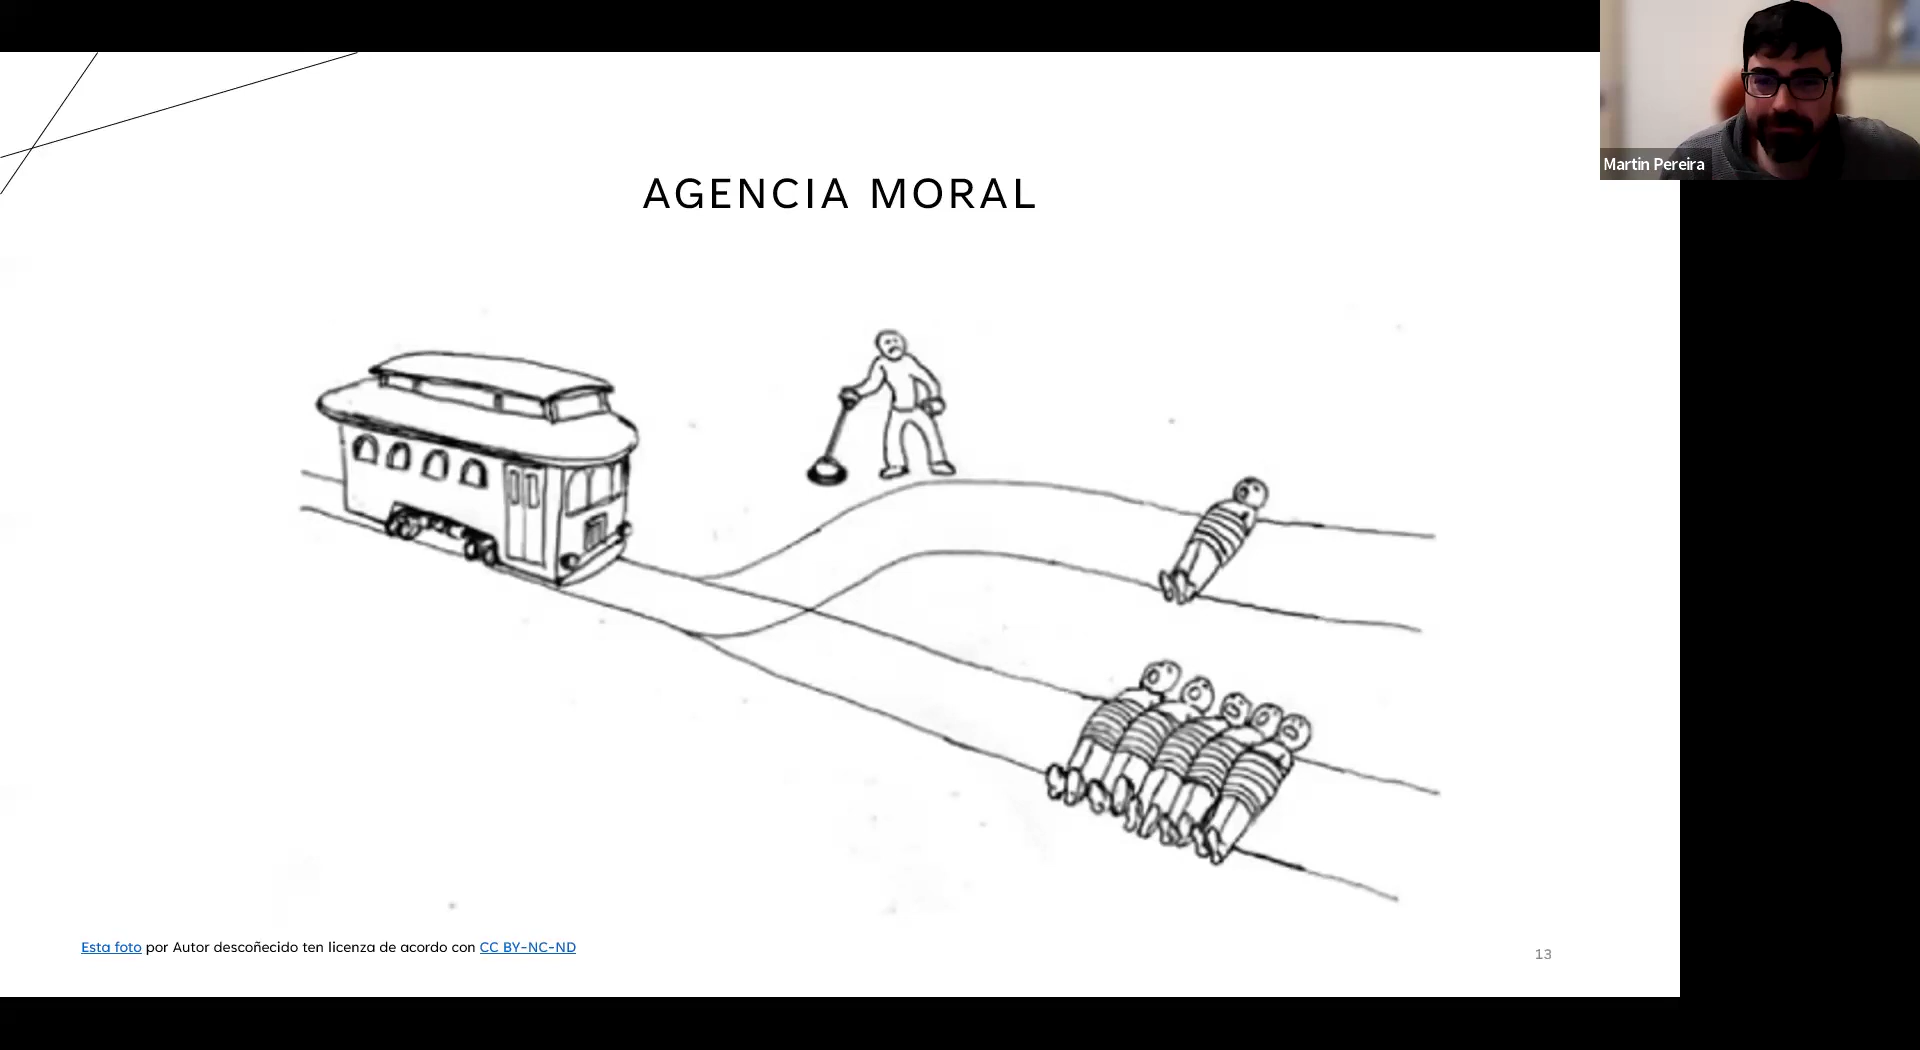 Martin Pereira
AGENCIA MORAL
Esta foto por Autor descoñecido ten licenza de acordo con CC BY-NC-ND
13